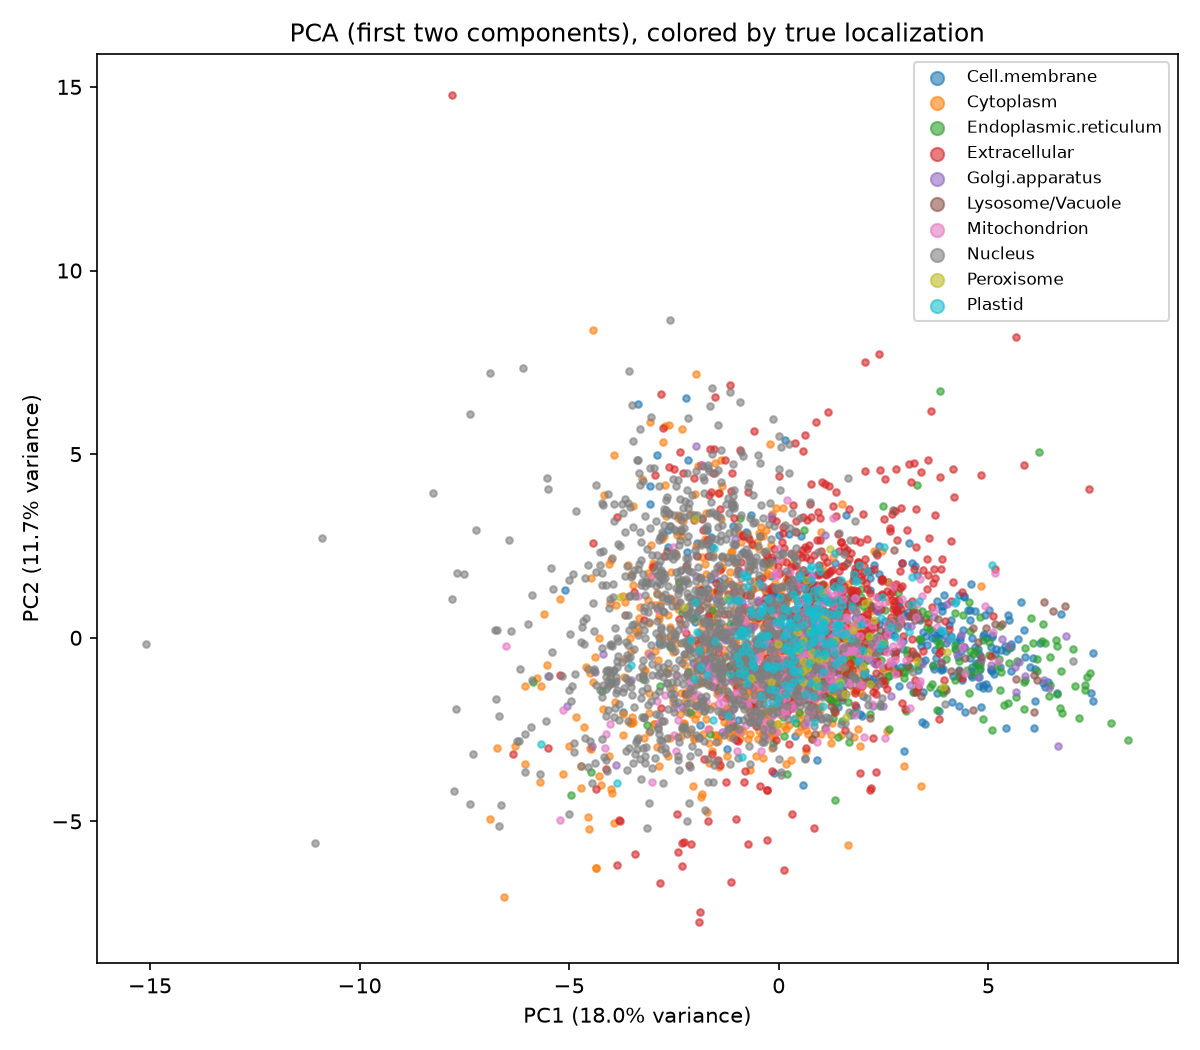 PCA (first two components), colored by true localization
Cell.membrane
Cytoplasm
Endoplasmic.reticulum
Extracellular
Golgi.apparatus
Lysosome/Vacuole
Mitochondrion
Nucleus
Peroxisome
Plastid
15
10
5
0
−5
PC2 (11.7% variance)
−15
−10
−5
0
5
PC1 (18.0% variance)